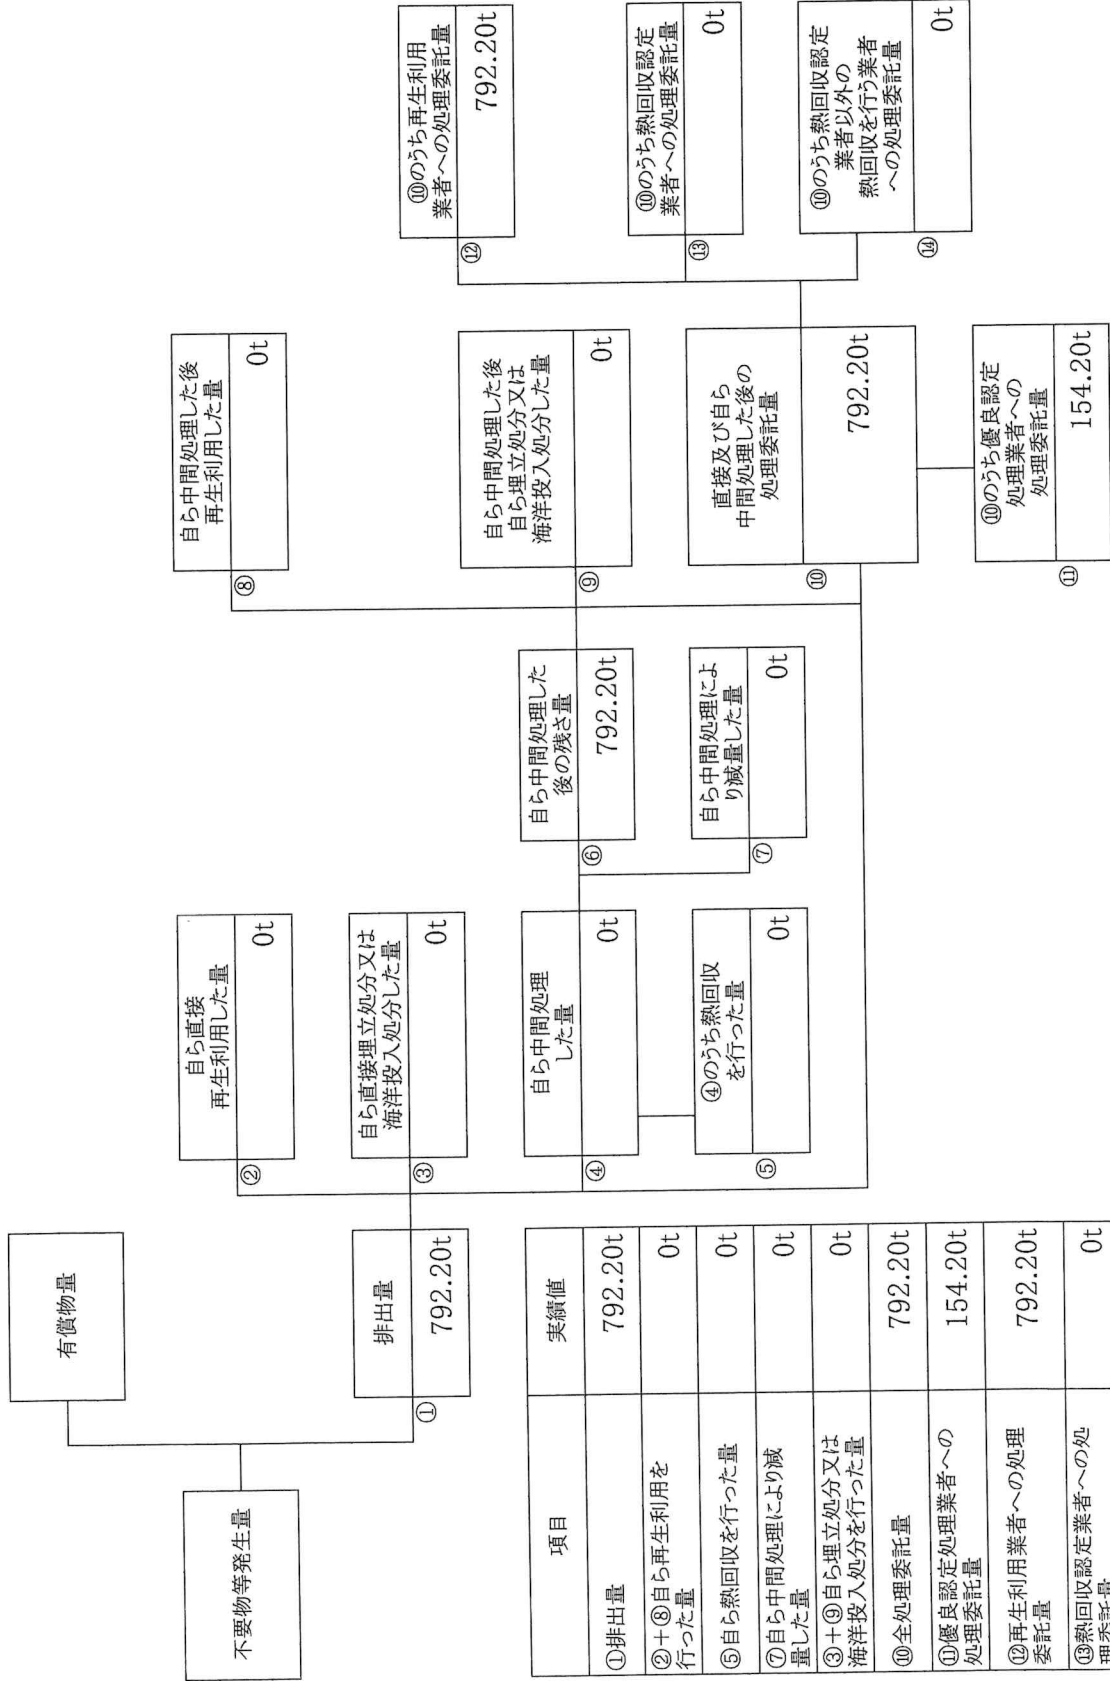 不要物等発生量
有償物量
排出量
①
792.20t
自ら直接
再生利用した量
②
0t
自ら直接埋立処分又は
海洋投入処分した量
③
0t
自ら中間処理
した量
④
0t
④のうち熱回収
を行った量
⑤
0t
自ら中間処理した
後の残さ量
⑥
792.20t
自ら中間処理によ
り減量した量
⑦
0t
自ら中間処理した後
再生利用した量
⑧
0t
自ら中間処理した後
自ら埋立処分又は
海洋投入処分した量
⑨
0t
直接及び自ら
中間処理した後の
処理委託量
⑩
792.20t
⑩のうち優良認定
処理業者への
処理委託量
⑪
154.20t
⑩のうち再生利用
業者への処理委託量
⑫
792.20t
⑩のうち熱回収認定
業者への処理委託量
⑬
0t
⑩のうち熱回収認定
業者以外の
熱回収を行う業者
への処理委託量
⑭
0t
項目 実績値
①排出量 792.20t
②+⑧自ら再生利用を
行った量 0t
⑤自ら熱回収を行った量 0t
⑦自ら中間処理により減
量した量 0t
③+⑨自ら埋立処分又は
海洋投入処分を行った量 0t
⑩全処理委託量 792.20t
⑪優良認定処理業者への
処理委託量 154.20t
⑫再生利用業者への処理
委託量 792.20t
⑬熱回収認定業者への処
理委託量 0t